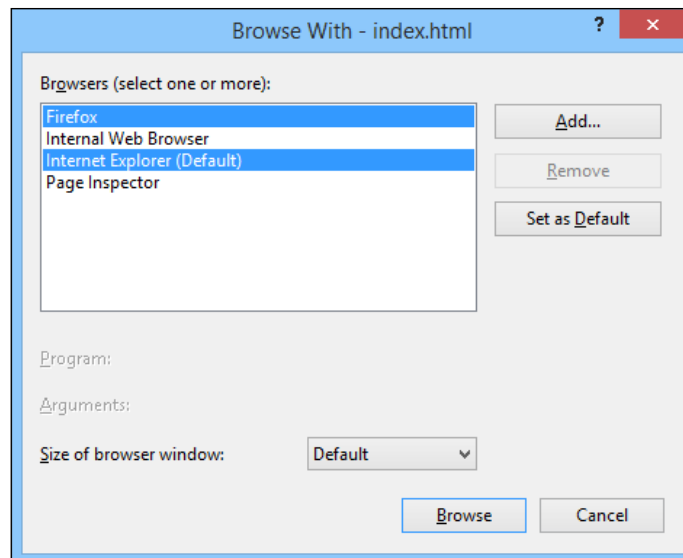 Browse With - index.html
?
×
Browsers (select one or more):
Firefox
Internal Web Browser
Internet Explorer (Default)
Page Inspector
Add...
Remove
Set as Default
Program:
Arguments:
Size of browser window: Default
Browse Cancel